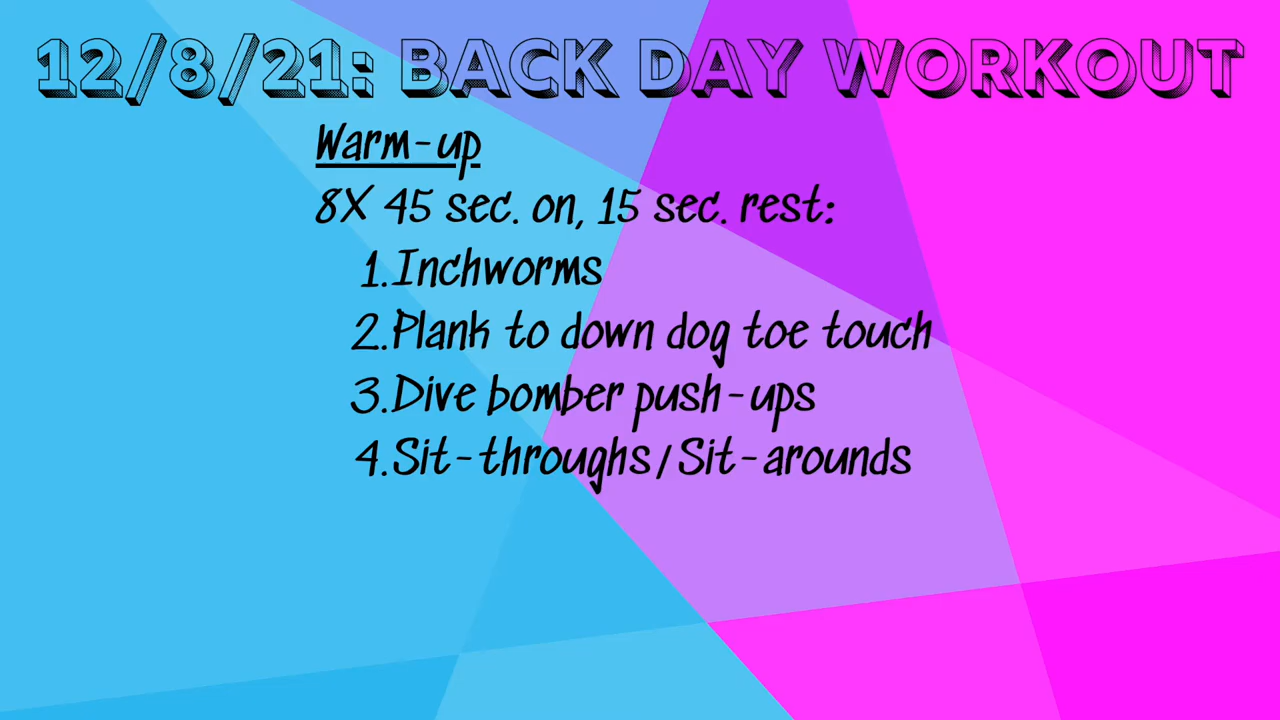 12/8/21: BACK DAY WORKOUT
Warm-up
8X 45 sec. on, 15 sec. rest:
1. Inchworms
2. Plank to down dog toe touch
3. Dive bomber push-ups
4. Sit-throughs/Sit-arounds